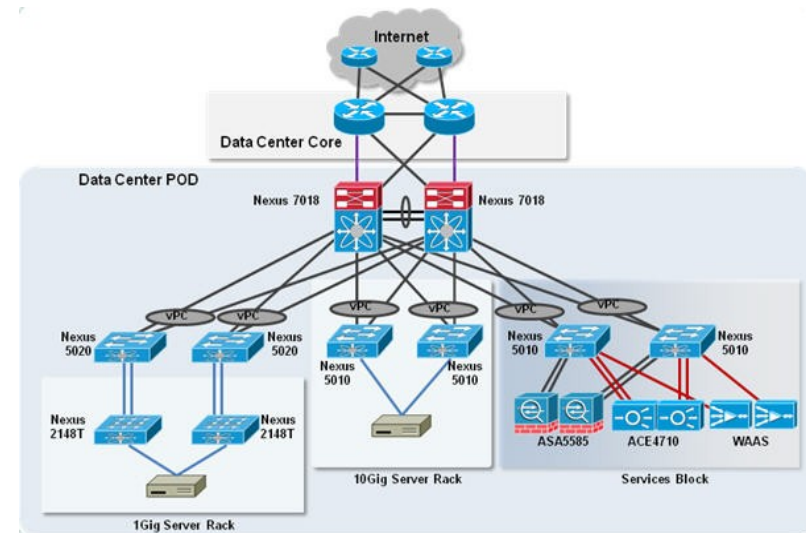 Internet
Data Center Core
Data Center POD
Nexus 7018
Nexus 7018
vPC
vPC
vPC
vPC
vPC
vPC
Nexus
5020
Nexus
5020
Nexus
5010
Nexus
5010
Nexus
5010
Nexus
5010
Nexus
2148T
Nexus
2148T
ASA5585
ACE4710
WAAS
1Gig Server Rack
10Gig Server Rack
Services Block